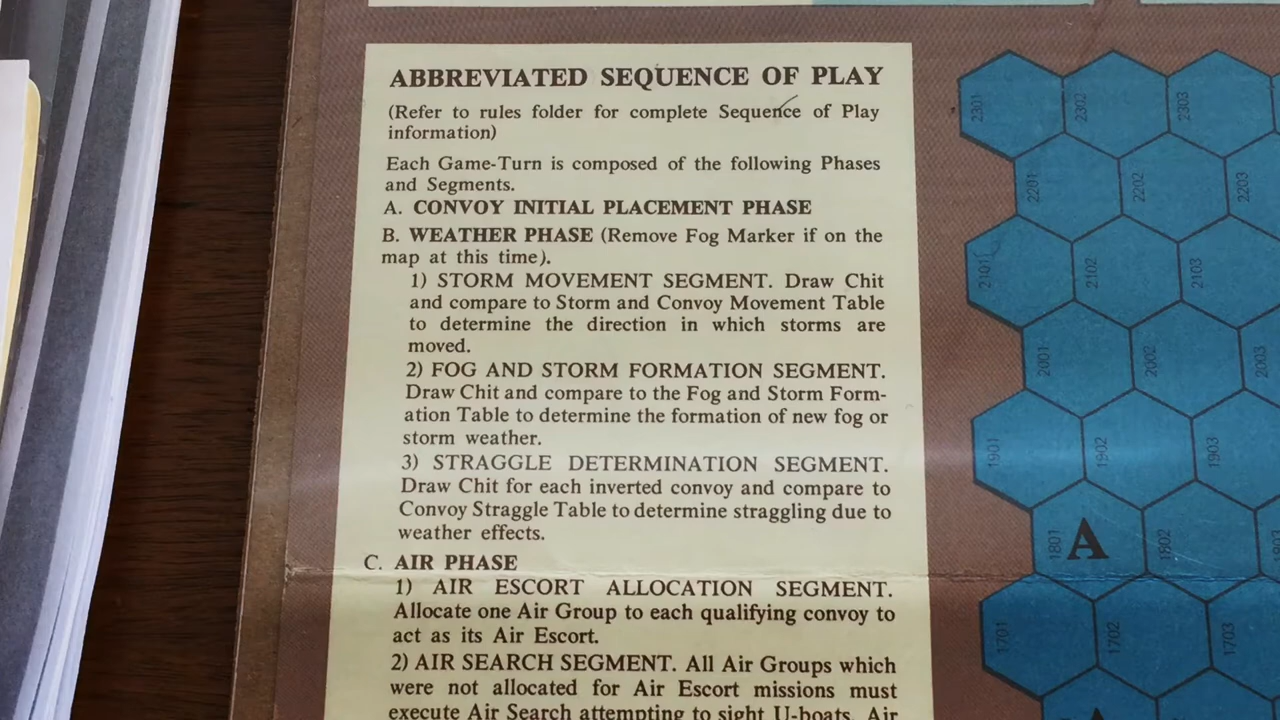 ABBREVIATED SEQUENCE OF PLAY
(Refer to rules folder for complete Sequence of Play
information)
Each Game-Turn is composed of the following Phases
and Segments.
A. CONVOY INITIAL PLACEMENT PHASE
B. WEATHER PHASE (Remove Fog Marker if on the
map at this time).
1) STORM MOVEMENT SEGMENT. Draw Chit
and compare to Storm and Convoy Movement Table
to determine the direction in which storms are
moved.
2) FOG AND STORM FORMATION SEGMENT.
Draw Chit and compare to the Fog and Storm Form-
ation Table to determine the formation of new fog or
storm weather.
3) STRAGGLE DETERMINATION SEGMENT.
Draw Chit for each inverted convoy and compare to
Convoy Straggle Table to determine straggling due to
weather effects.
C. AIR PHASE
1) AIR ESCORT ALLOCATION SEGMENT.
Allocate one Air Group to each qualifying convoy to
act as its Air Escort.
2) AIR SEARCH SEGMENT. All Air Groups which
were not allocated for Air Escort missions must
execute Air Search attempting to sight U-boats. Air
2301
2302
2303
2201
2202
2203
2101
2102
2103
2001
2002
2003
1901
1902
1903
1801
A
1802
1701
1702
1703